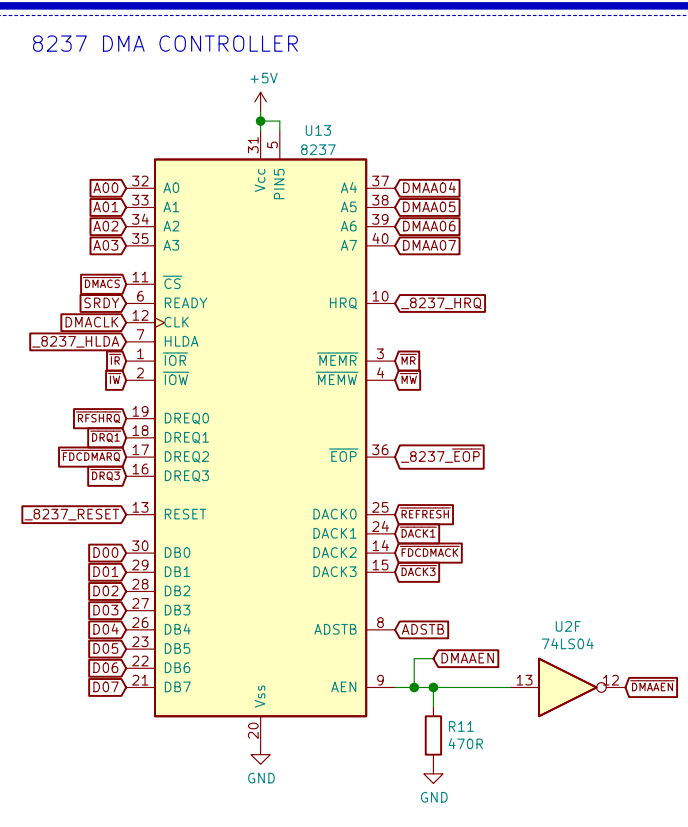 8237 DMA CONTROLLER
+5V
U13
8237
31
5
Vcc
PIN5
A00 32 A0
A01 33 A1
A02 34 A2
A03 35 A3
DMACS 11 CS
SRDY 6 READY
DMACLK 12 CLK
_8237_HLDA 7 HLDA
IR 1 IOR
IW 2 IOW
RFSHRQ 19 DREQ0
DRQ1 18 DREQ1
FDCDMARQ 17 DREQ2
DRQ3 16 DREQ3
_8237_RESET 13 RESET
D00 30 DB0
D01 29 DB1
D02 28 DB2
D03 27 DB3
D04 26 DB4
D05 23 DB5
D06 22 DB6
D07 21 DB7
A4 37 DMAA04
A5 38 DMAA05
A6 39 DMAA06
A7 40 DMAA07
HRQ 10 _8237_HRQ
MEMR 3 MR
MEMW 4 MW
EOP 36 _8237_EOP
DACK0 25 REFRESH
DACK1 24 DACK1
DACK2 14 FDCDMACK
DACK3 15 DACK3
ADSTB 8 ADSTB
AEN 9
DMAAEN
U2F
74LS04
13
12 DMAAEN
R11
470R
GND
Vss
20
GND